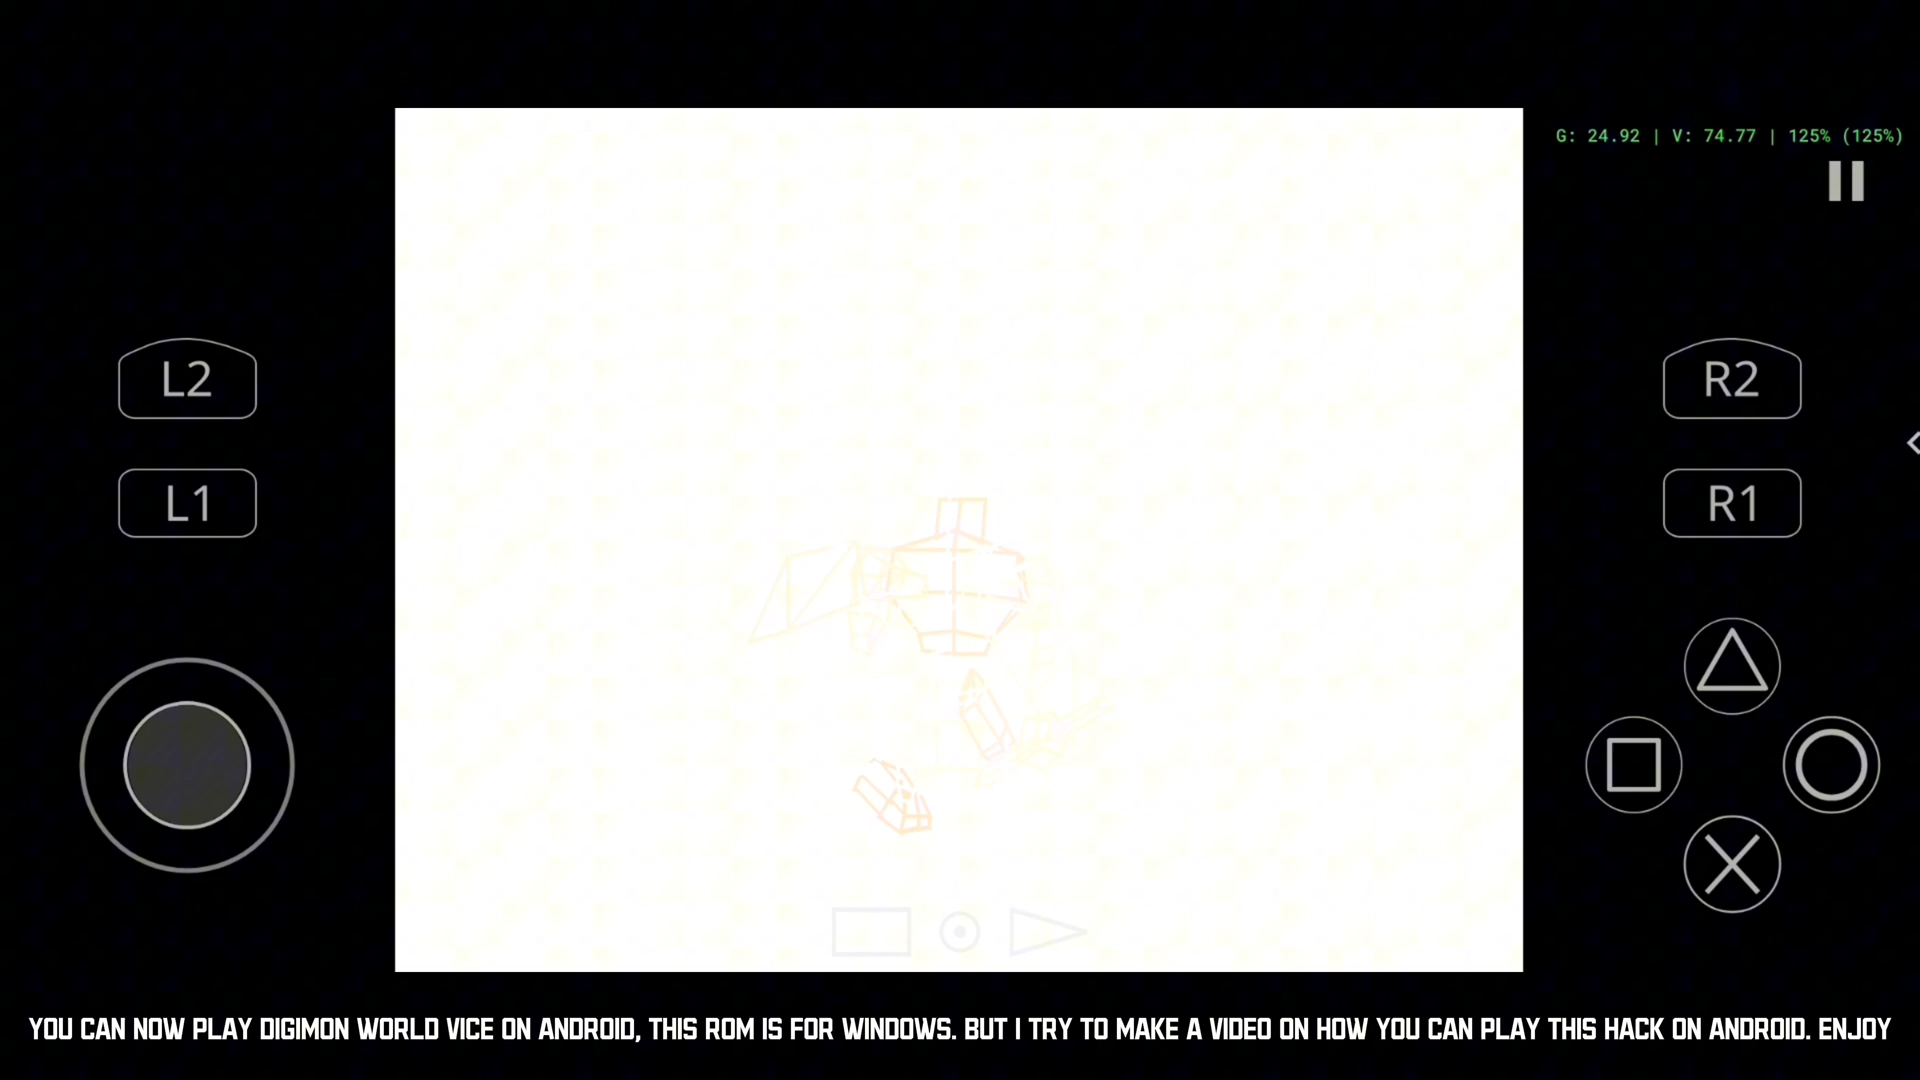 G: 24.92 | V: 74.77 | 125% (125%)
L2
R2
L1
R1
YOU CAN NOW PLAY DIGIMON WORLD VICE ON ANDROID, THIS ROM IS FOR WINDOWS. BUT I TRY TO MAKE A VIDEO ON HOW YOU CAN PLAY THIS HACK ON ANDROID. ENJOY